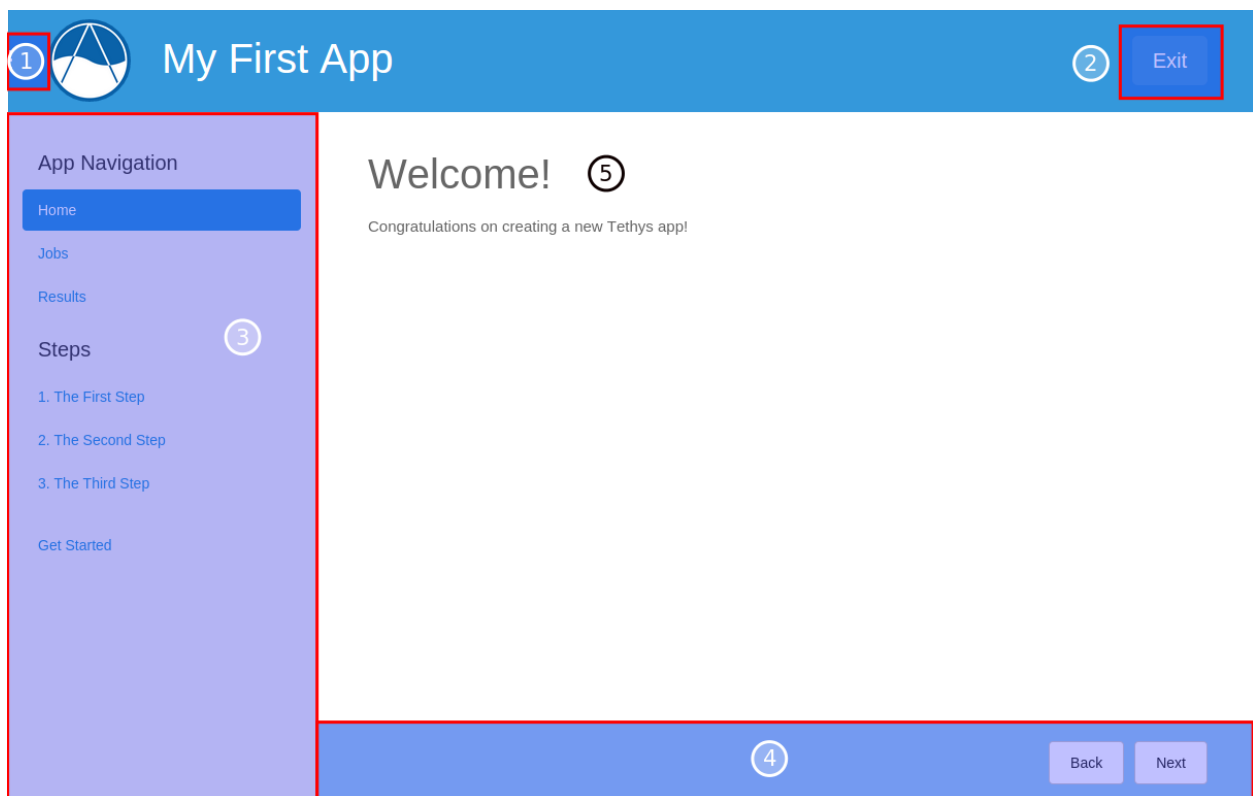 1
My First App
2
Exit
App Navigation
Home
Jobs
Results
3
Steps
1. The First Step
2. The Second Step
3. The Third Step
Get Started
Welcome!
5
Congratulations on creating a new Tethys app!
4
Back
Next